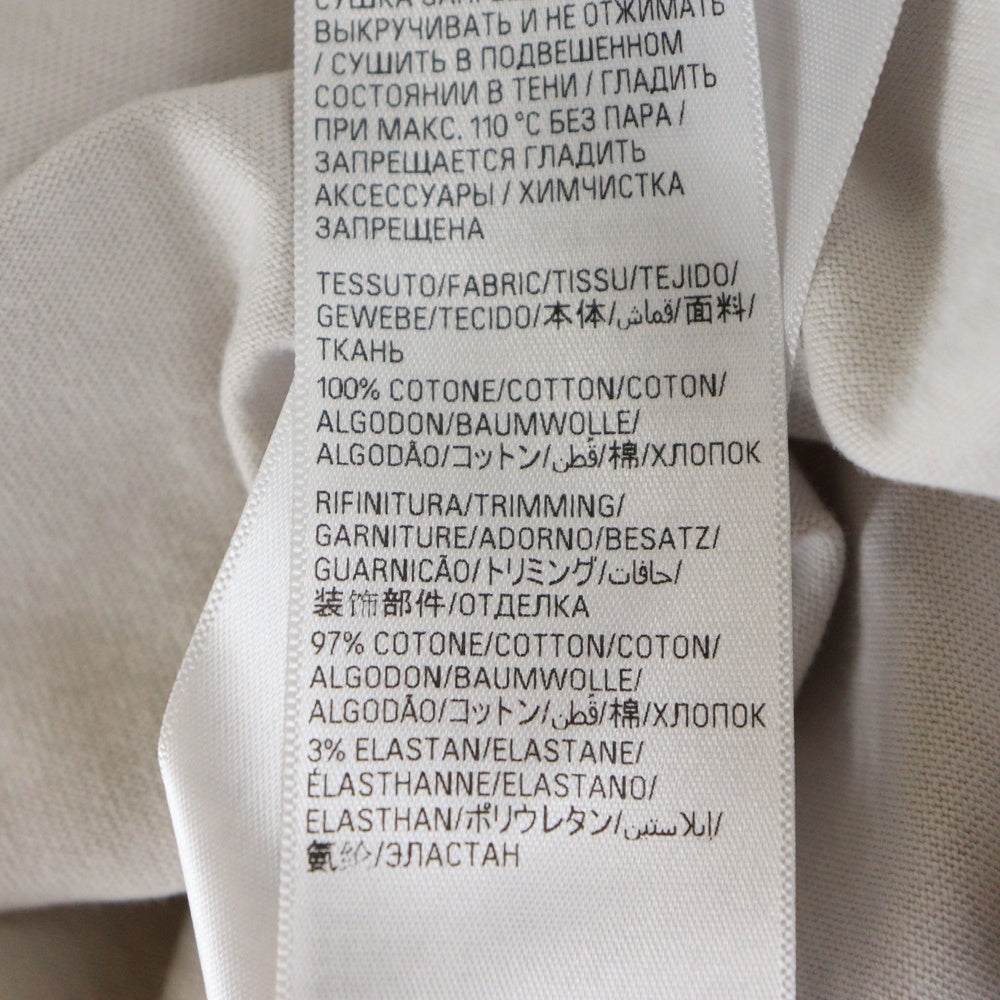 СУШКА
ВЫКРУЧИВАТЬ И НЕ ОТЖИМАТЬ
/ СУШИТЬ В ПОДВЕШЕННОМ
СОСТОЯНИИ В ТЕНИ / ГЛАДИТЬ
ПРИ МАКС. 110 °C БЕЗ ПАРА /
ЗАПРЕЩАЕТСЯ ГЛАДИТЬ
АКСЕССУАРЫ / ХИМЧИСТКА
ЗАПРЕЩЕНА
TESSUTO/FABRIC/TISSU/TEJIDO/
GEWEBE/TECIDO/本体/قماش/面料/
ТКАНЬ
100% COTONE/COTTON/COTON/
ALGODON/BAUMWOLLE/
ALGODÃO/コットン/قُطن/棉/ХЛОПОК
RIFINITURA/TRIMMING/
GARNITURE/ADORNO/BESATZ/
GUARNICÃO/トリミング/حافات/
装饰部件/ОТДЕЛКА
97% COTONE/COTTON/COTON/
ALGODON/BAUMWOLLE/
ALGODÃO/コットン/قُطن/棉/ХЛОПОК
3% ELASTAN/ELASTANE/
ÉLASTHANNE/ELASTANO/
ELASTHAN/ポリウレタン/إيلاستين/
/ЭЛАСТАН